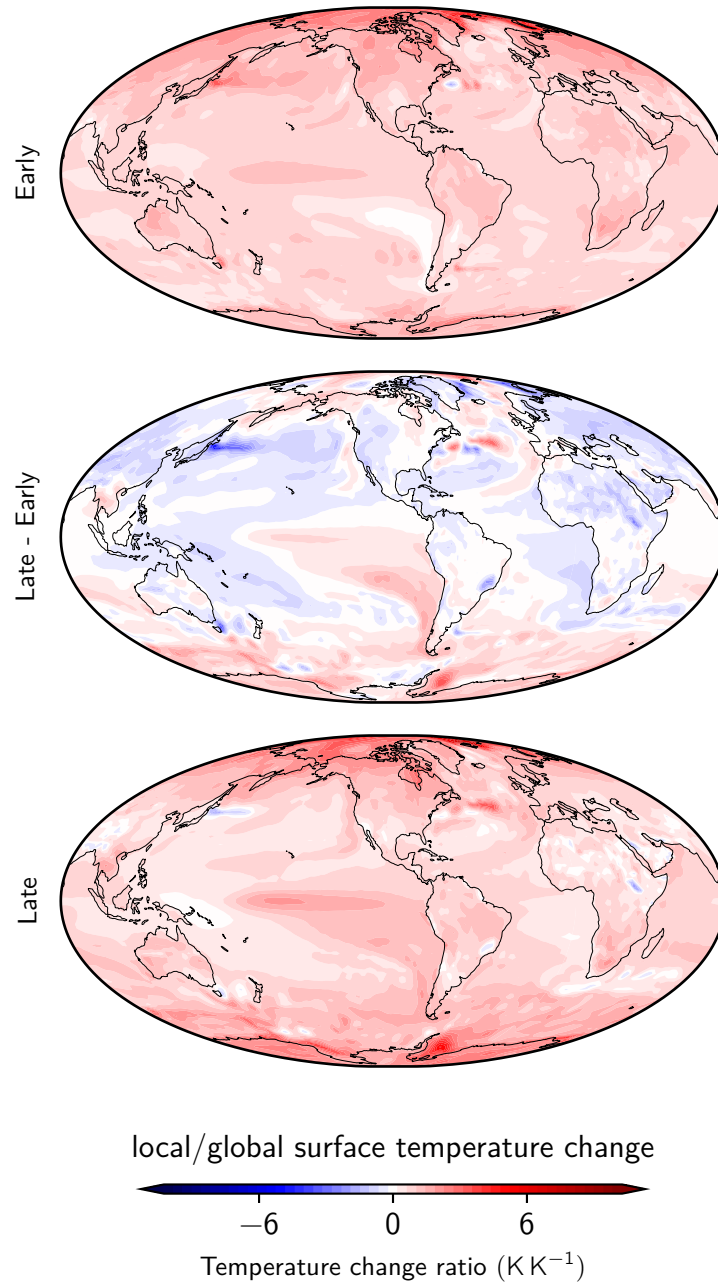 Early
Late - Early
Late
local/global surface temperature change
−6 0 6
Temperature change ratio (K K⁻¹)